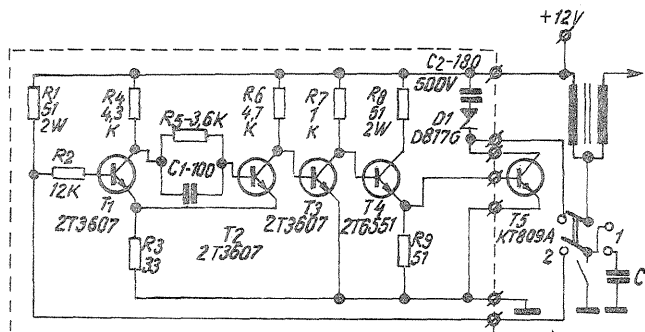 +12V
C2-180
500V
R1
51
2W
R4
4,3
K
R5-3,6K
R6
4,7
K
R7
1
K
R8
51
2W
D1
D817G
R2
12K
C1-100
T1
2T3607
T2
2T3607
T3
2T3607
T4
2T6551
T5
KT809A
R3
33
R9
51
1
2
C